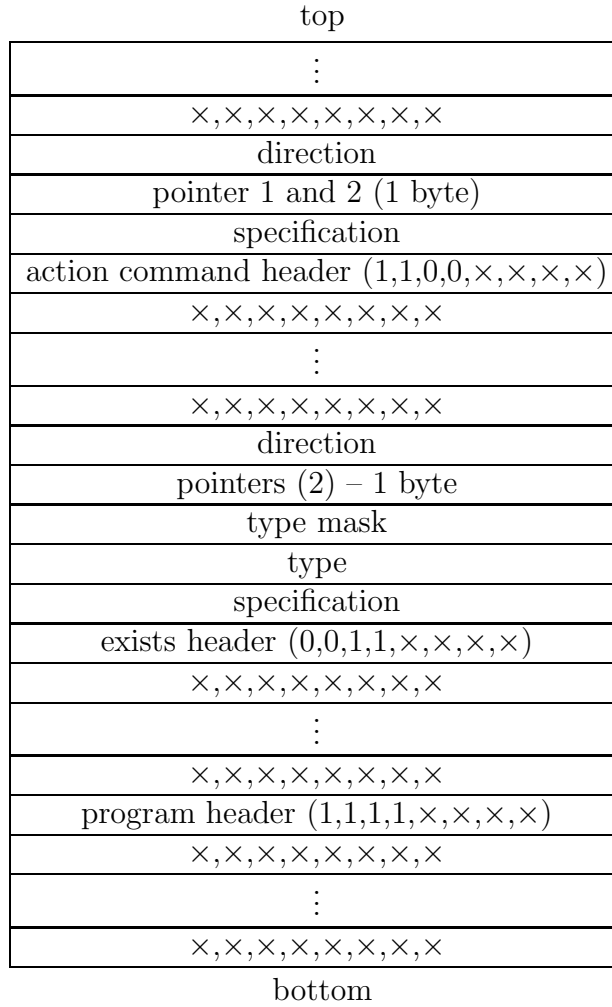 top
⋮
×,×,×,×,×,×,×,×
direction
pointer 1 and 2 (1 byte)
specification
action command header (1,1,0,0,×,×,×,×)
×,×,×,×,×,×,×,×
⋮
×,×,×,×,×,×,×,×
direction
pointers (2) – 1 byte
type mask
type
specification
exists header (0,0,1,1,×,×,×,×)
×,×,×,×,×,×,×,×
⋮
×,×,×,×,×,×,×,×
program header (1,1,1,1,×,×,×,×)
×,×,×,×,×,×,×,×
⋮
×,×,×,×,×,×,×,×
bottom